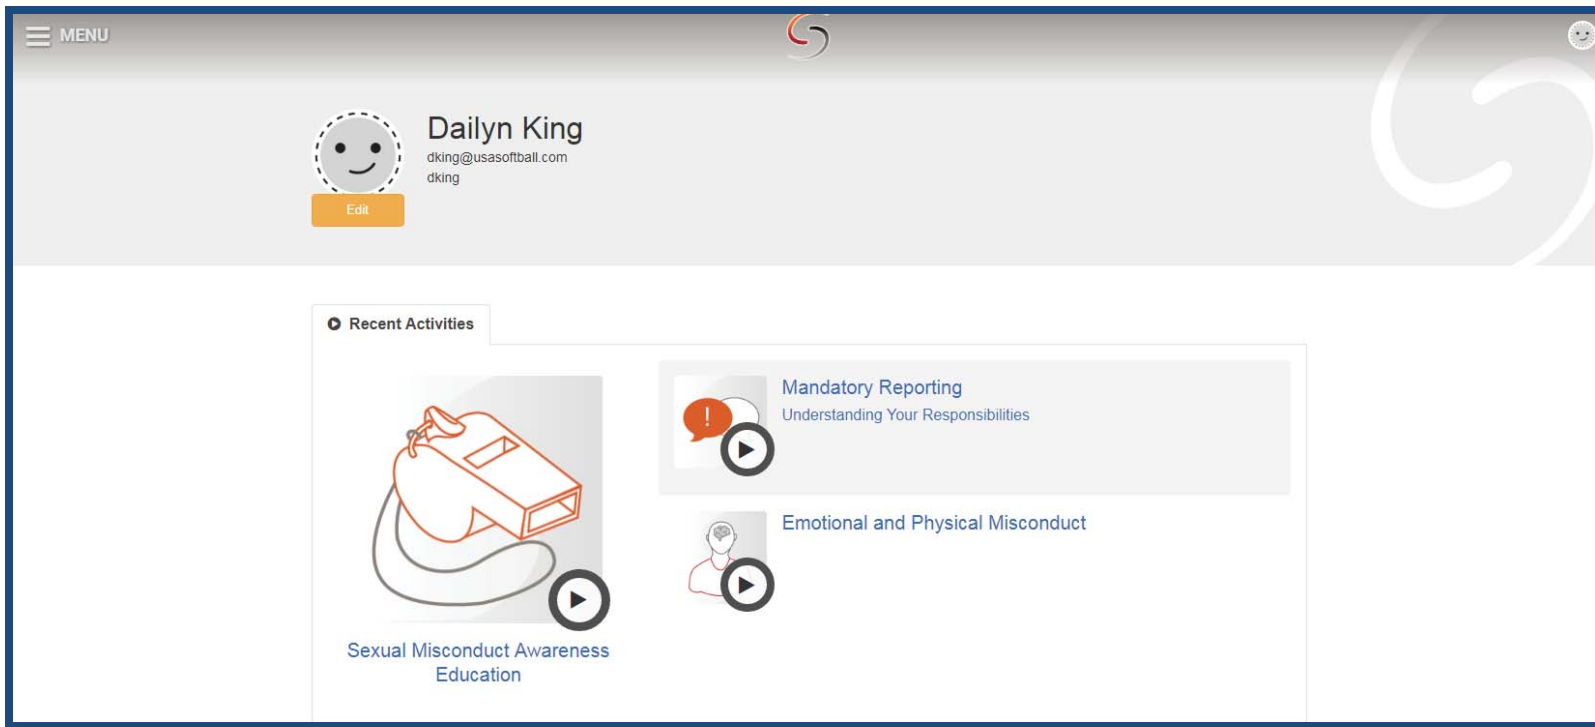 MENU
Dailyn King
dking@usasoftball.com
dking
Edit
Recent Activities
Sexual Misconduct Awareness
Education
!
Mandatory Reporting
Understanding Your Responsibilities
Emotional and Physical Misconduct